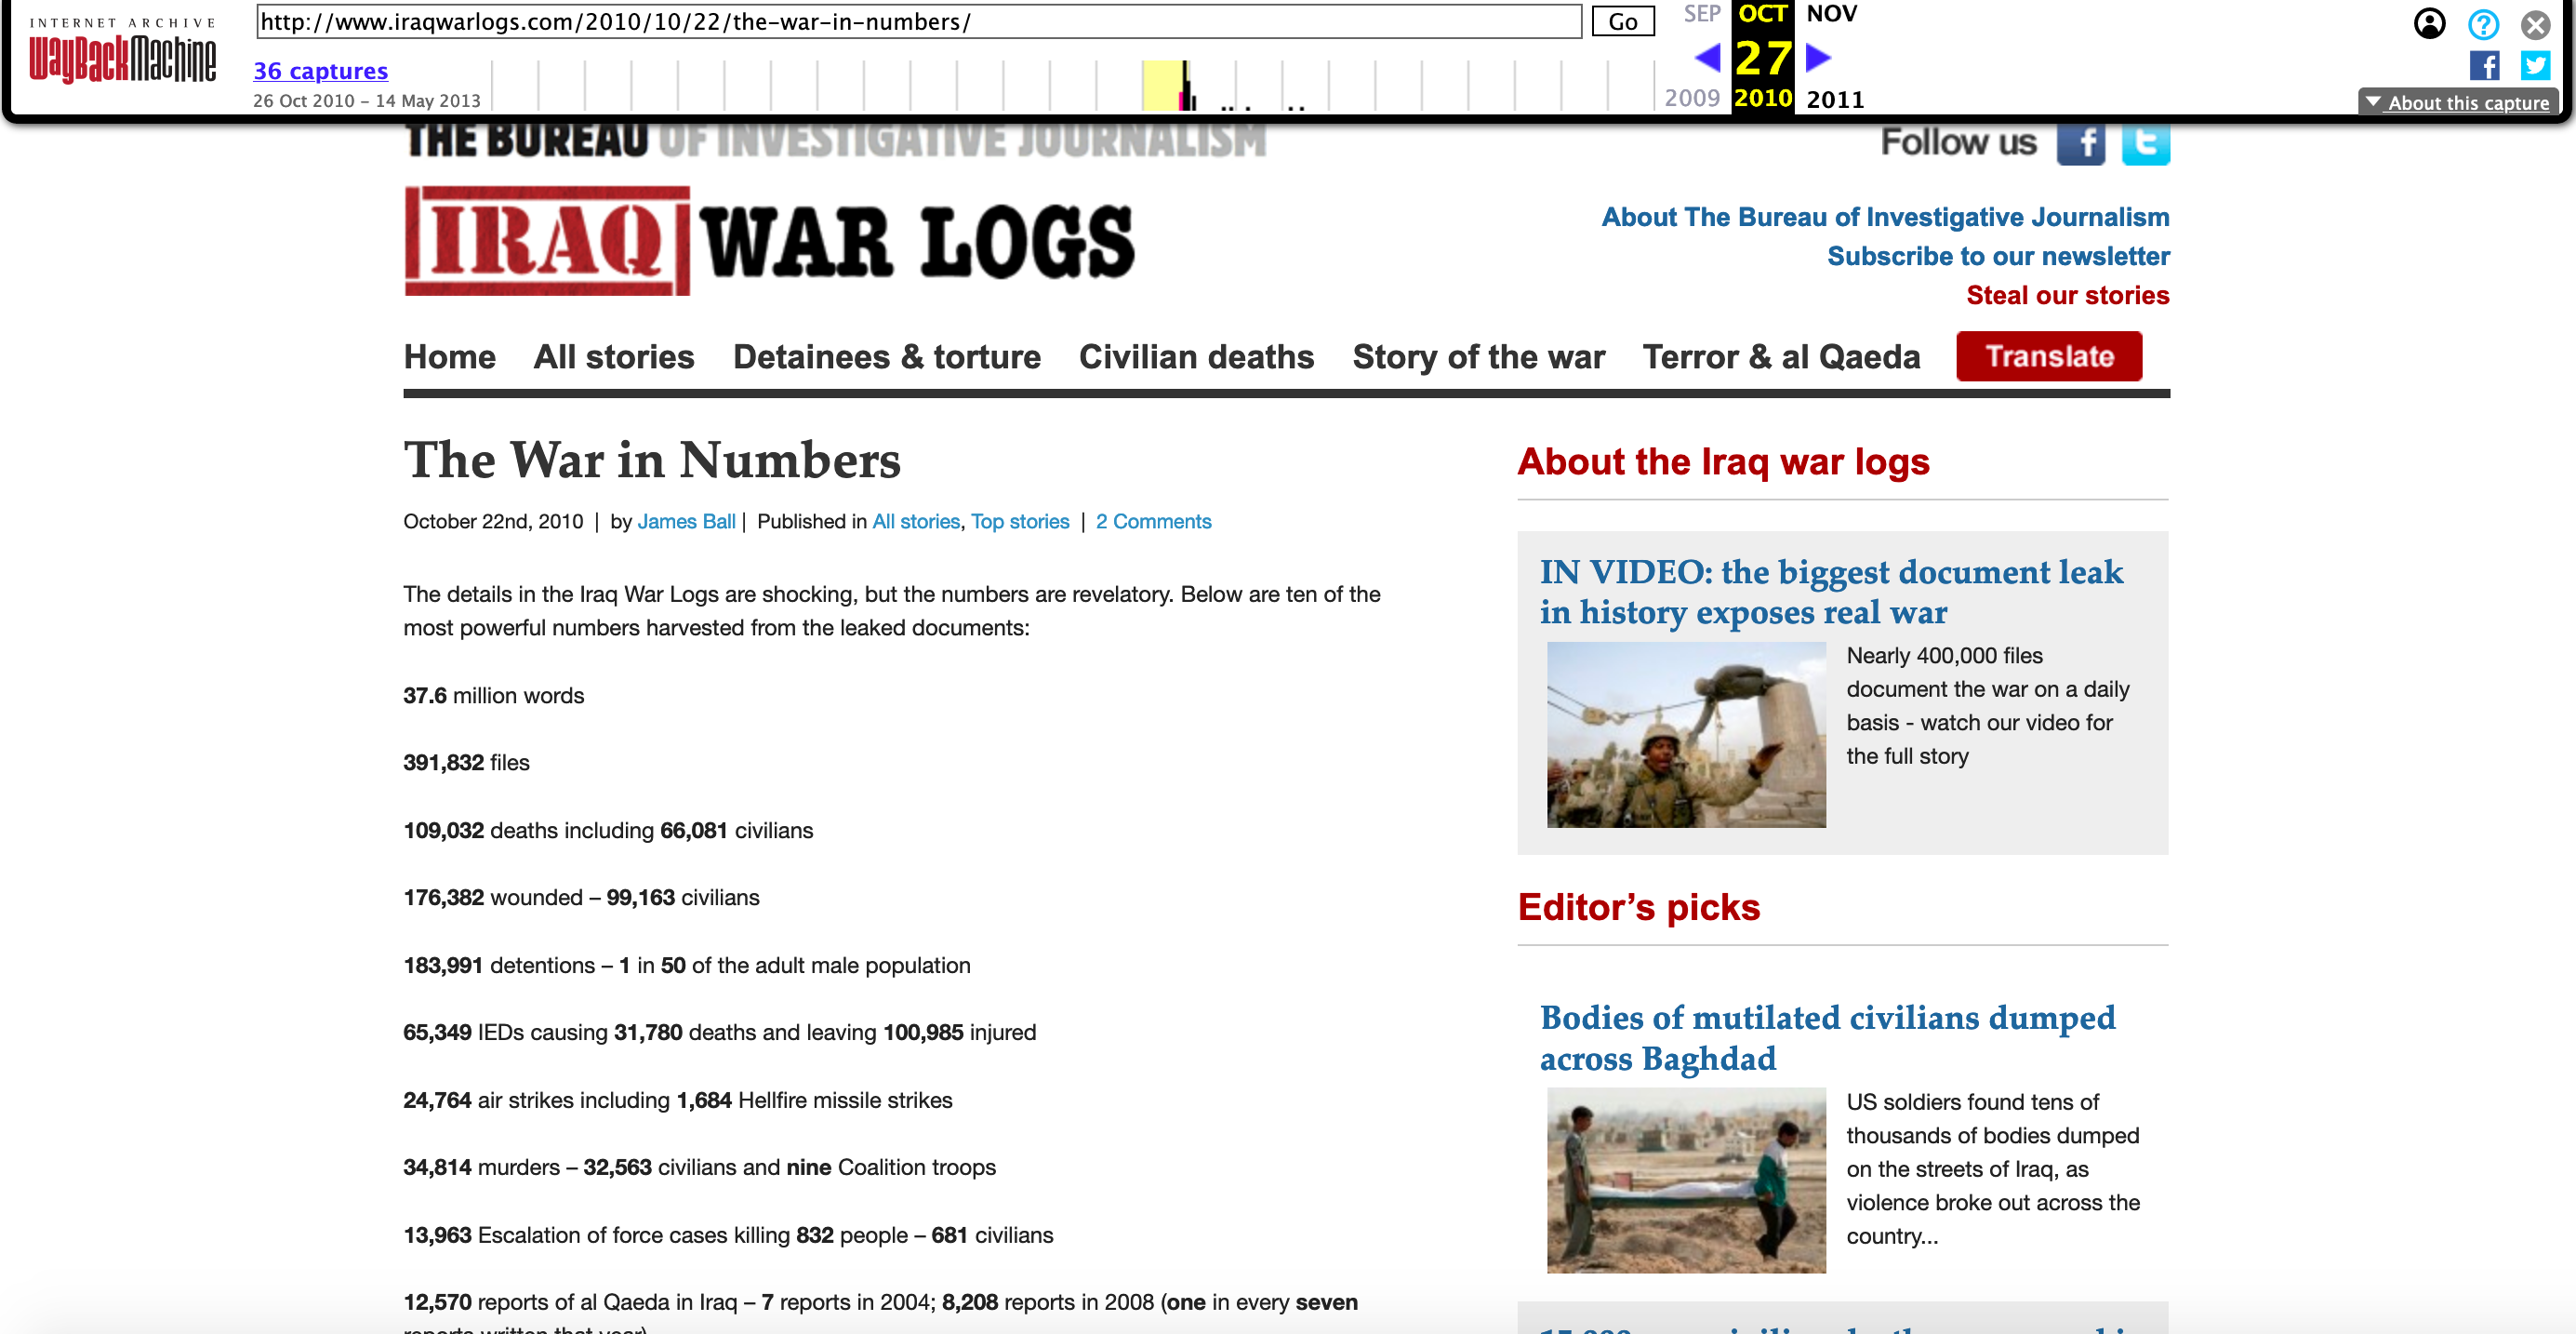 INTERNET ARCHIVE
WayBackMachine
http://www.iraqwarlogs.com/2010/10/22/the-war-in-numbers/
Go
36 captures
26 Oct 2010 – 14 May 2013
SEP OCT NOV
27
2009 2010 2011
About this capture
THE BUREAU OF INVESTIGATIVE JOURNALISM
Follow us
IRAQ WAR LOGS
About The Bureau of Investigative Journalism
Subscribe to our newsletter
Steal our stories
Home All stories Detainees & torture Civilian deaths Story of the war Terror & al Qaeda Translate
The War in Numbers
October 22nd, 2010 | by James Ball | Published in All stories, Top stories | 2 Comments
The details in the Iraq War Logs are shocking, but the numbers are revelatory. Below are ten of the
most powerful numbers harvested from the leaked documents:
37.6 million words
391,832 files
109,032 deaths including 66,081 civilians
176,382 wounded – 99,163 civilians
183,991 detentions – 1 in 50 of the adult male population
65,349 IEDs causing 31,780 deaths and leaving 100,985 injured
24,764 air strikes including 1,684 Hellfire missile strikes
34,814 murders – 32,563 civilians and nine Coalition troops
13,963 Escalation of force cases killing 832 people – 681 civilians
12,570 reports of al Qaeda in Iraq – 7 reports in 2004; 8,208 reports in 2008 (one in every seven
reports written that year)
About the Iraq war logs
IN VIDEO: the biggest document leak
in history exposes real war
Nearly 400,000 files
document the war on a daily
basis - watch our video for
the full story
Editor's picks
Bodies of mutilated civilians dumped
across Baghdad
US soldiers found tens of
thousands of bodies dumped
on the streets of Iraq, as
violence broke out across the
country...